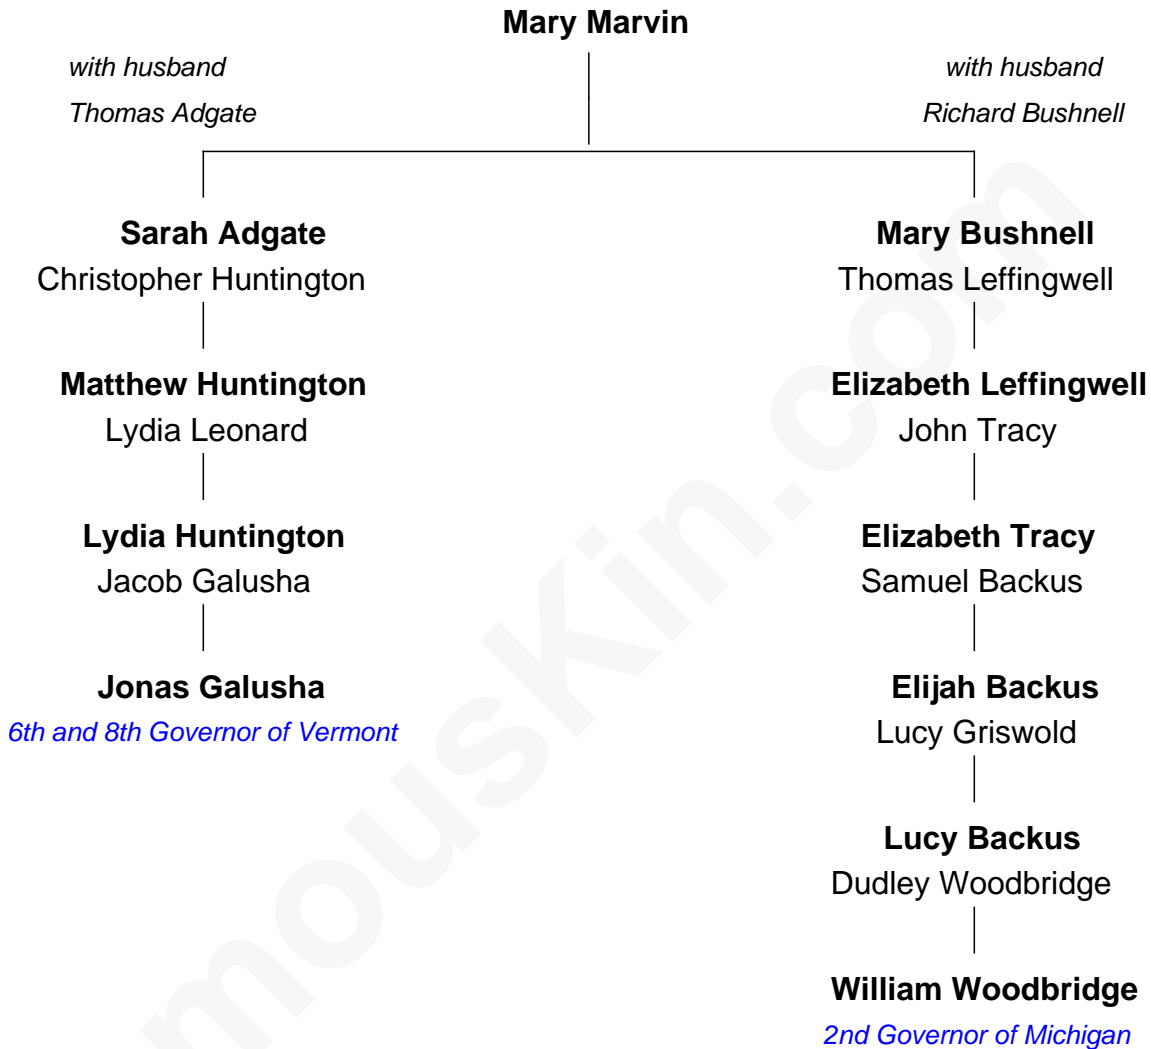 Mary Marvin
with husband
Thomas Adgate
with husband
Richard Bushnell
Sarah Adgate
Christopher Huntington
Mary Bushnell
Thomas Leffingwell
Matthew Huntington
Lydia Leonard
Elizabeth Leffingwell
John Tracy
Lydia Huntington
Jacob Galusha
Elizabeth Tracy
Samuel Backus
Jonas Galusha
6th and 8th Governor of Vermont
Elijah Backus
Lucy Griswold
Lucy Backus
Dudley Woodbridge
William Woodbridge
2nd Governor of Michigan
mousKin.com